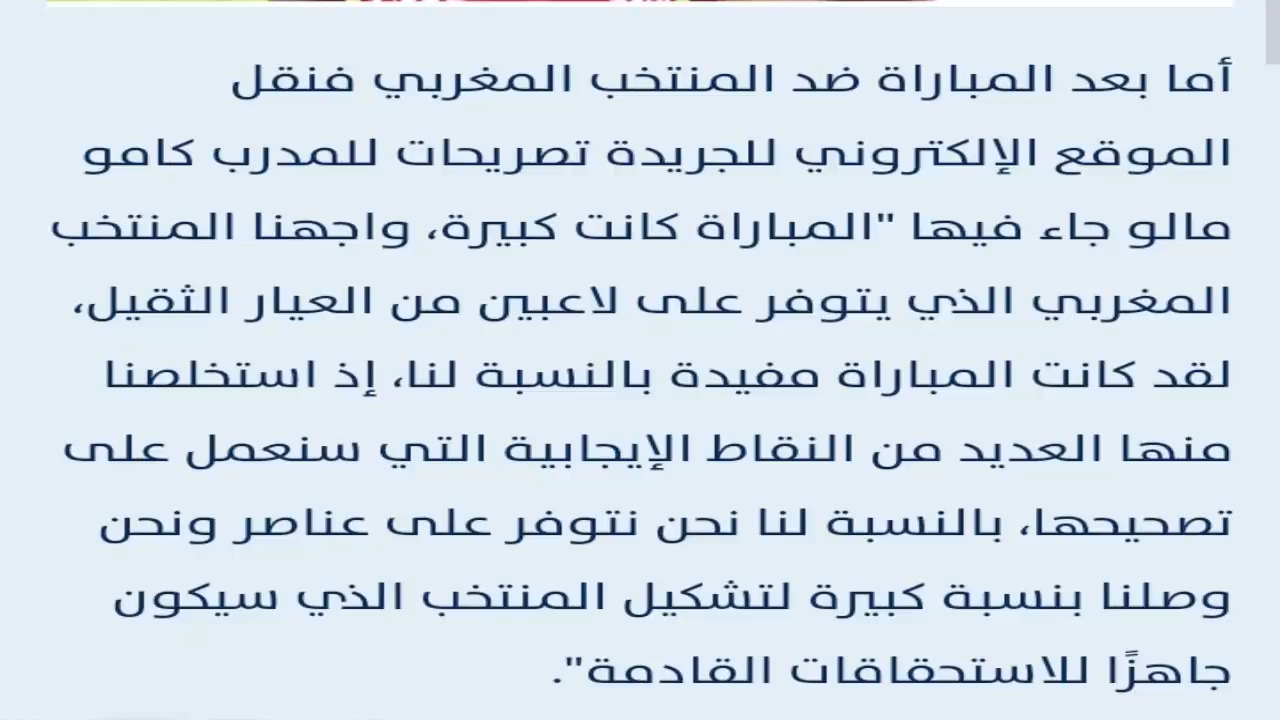 أما بعد المباراة ضد المنتخب المغربي فنقل
الموقع الإلكتروني للجريدة تصريحات للمدرب كامو
مالو جاء فيها "المباراة كانت كبيرة، واجهنا المنتخب
المغربي الذي يتوفر على لاعبين من العيار الثقيل،
لقد كانت المباراة مفيدة بالنسبة لنا، إذ استخلصنا
منها العديد من النقاط الإيجابية التي سنعمل على
تصحيحها، بالنسبة لنا نحن نتوفر على عناصر ونحن
وصلنا بنسبة كبيرة لتشكيل المنتخب الذي سيكون
جاهزًا للاستحقاقات القادمة".